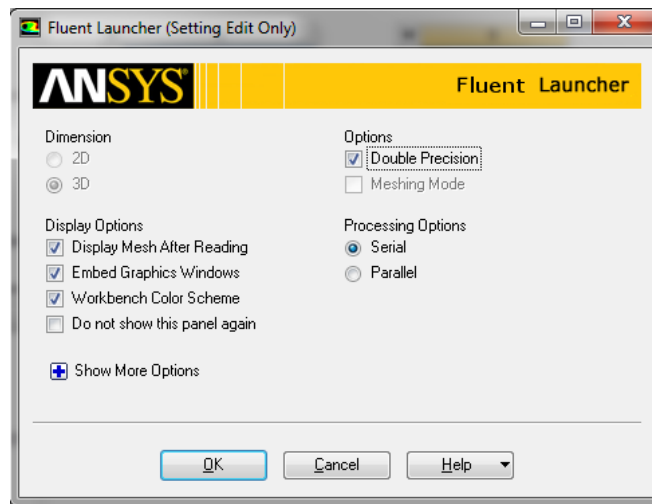 Fluent Launcher (Setting Edit Only)
ANSYS
Fluent Launcher
Dimension
2D
3D
Options
Double Precision
Meshing Mode
Display Options
Display Mesh After Reading
Embed Graphics Windows
Workbench Color Scheme
Do not show this panel again
Processing Options
Serial
Parallel
Show More Options
OK
Cancel
Help